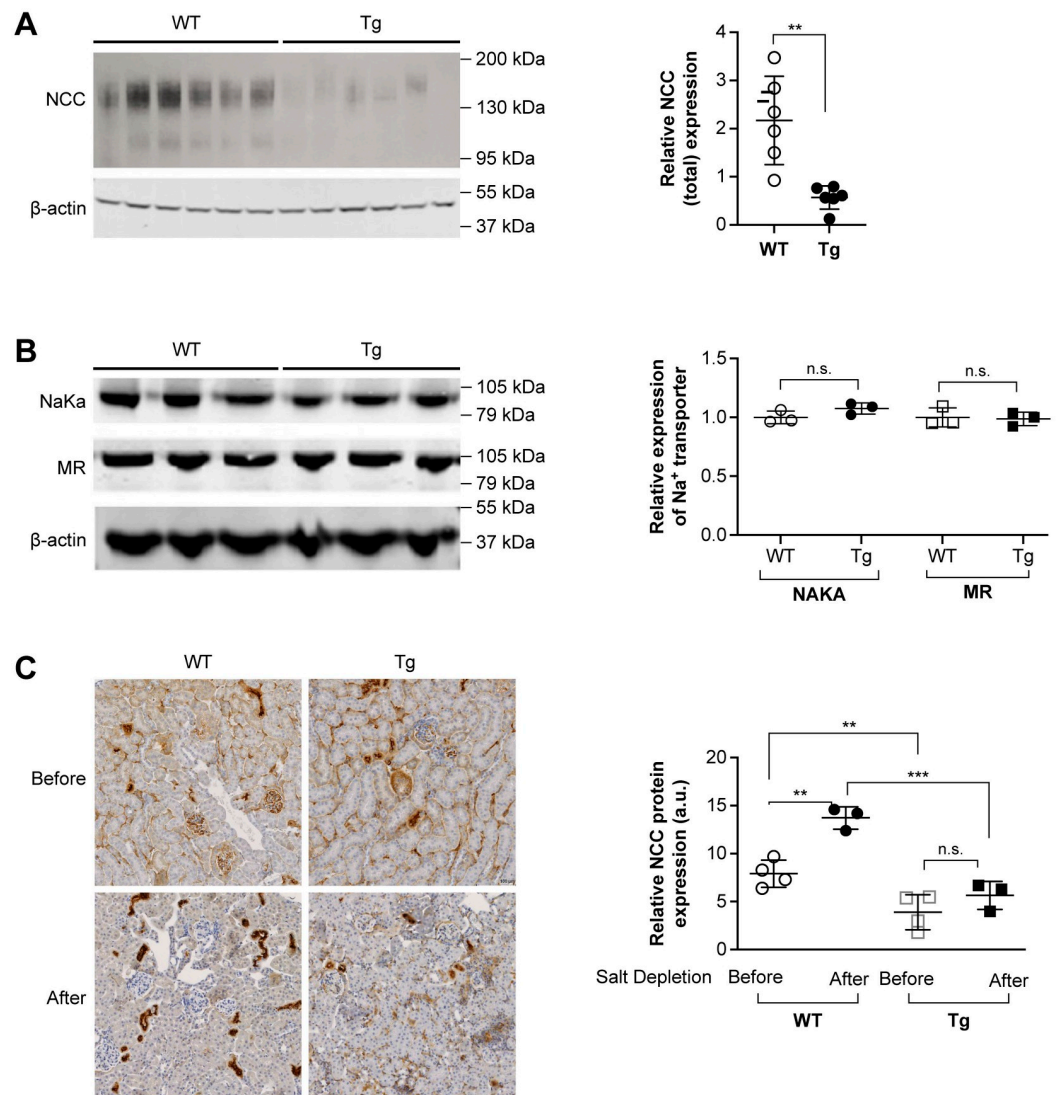 A
WT Tg
NCC
200 kDa
130 kDa
95 kDa
β-actin
55 kDa
37 kDa
Relative NCC
(total) expression
**
4
3
2
1
0
WT Tg
B
WT Tg
NaKa
105 kDa
79 kDa
MR
105 kDa
79 kDa
β-actin
55 kDa
37 kDa
Relative expression
of Na⁺ transporter
1.5
1.0
0.5
0.0
n.s. n.s.
WT Tg WT Tg
NAKA MR
C
WT Tg
Before
After
Relative NCC protein
expression (a.u.)
20
15
10
5
0
**
**
***
n.s.
Salt Depletion Before After Before After
WT Tg